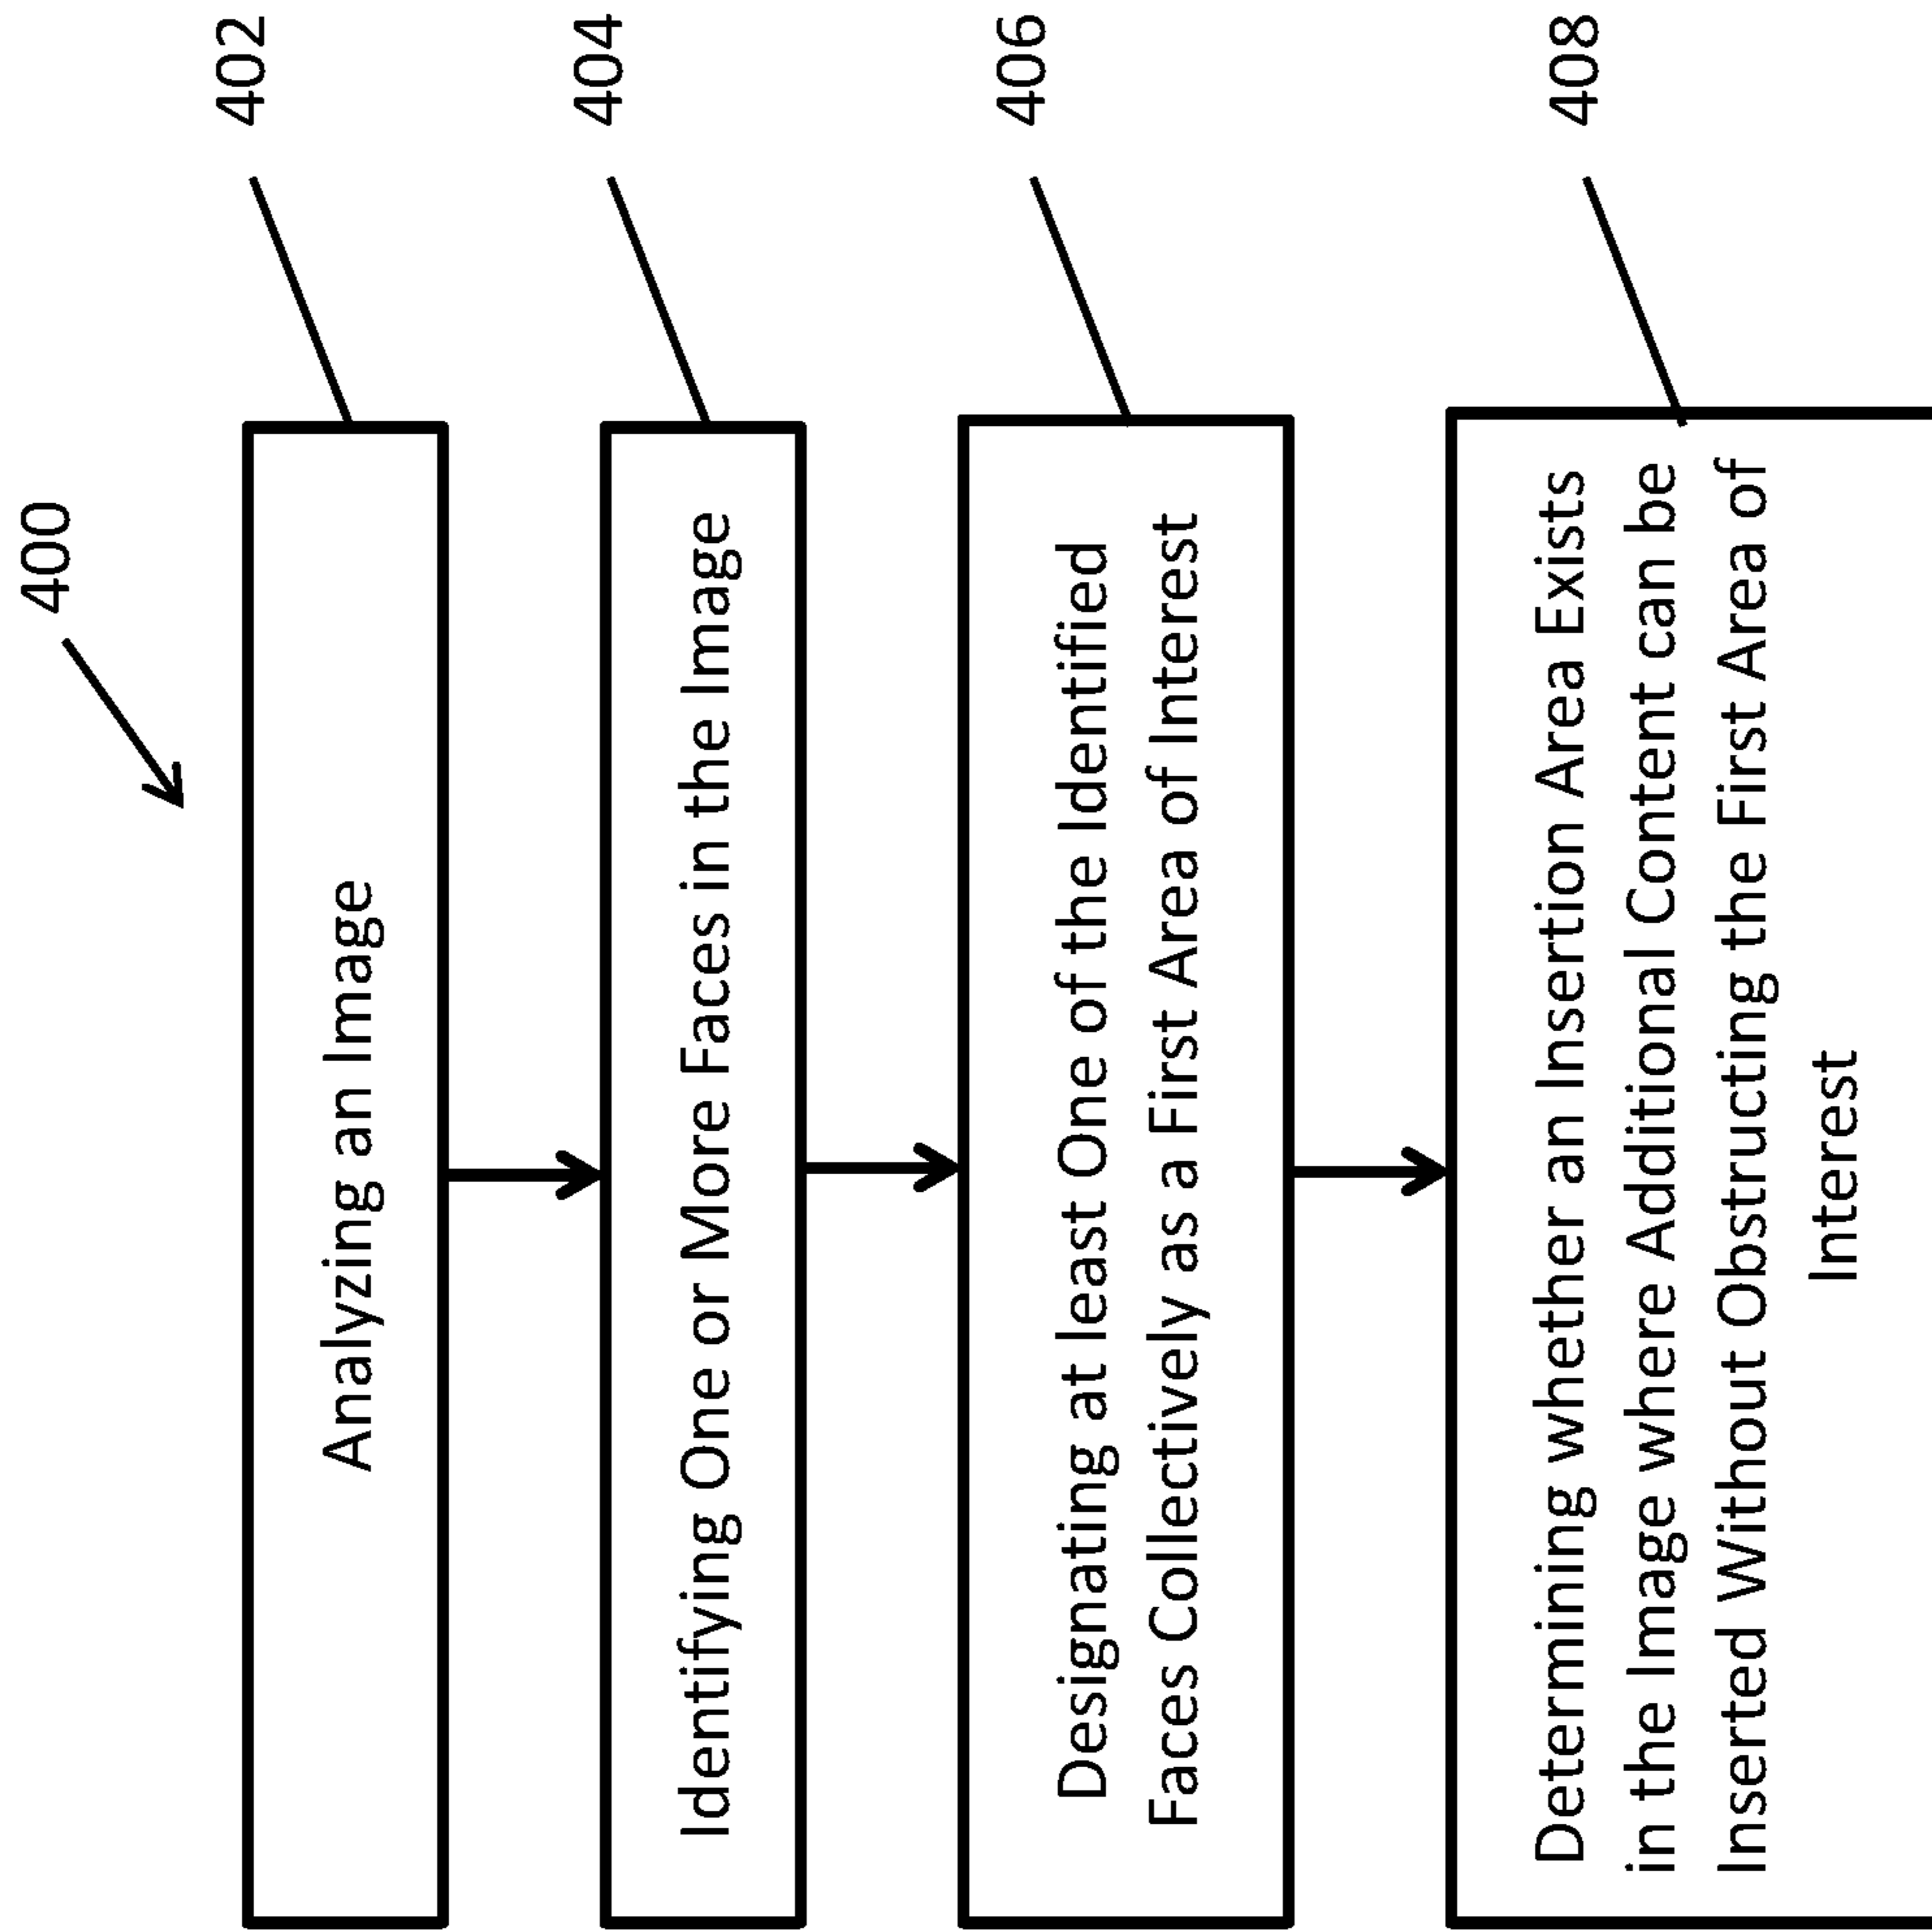 400
402
Analyzing an Image
404
Identifying One or More Faces in the Image
406
Designating at least One of the Identified
Faces Collectively as a First Area of Interest
408
Determining whether an Insertion Area Exists
in the Image where Additional Content can be
Inserted Without Obstructing the First Area of
Interest